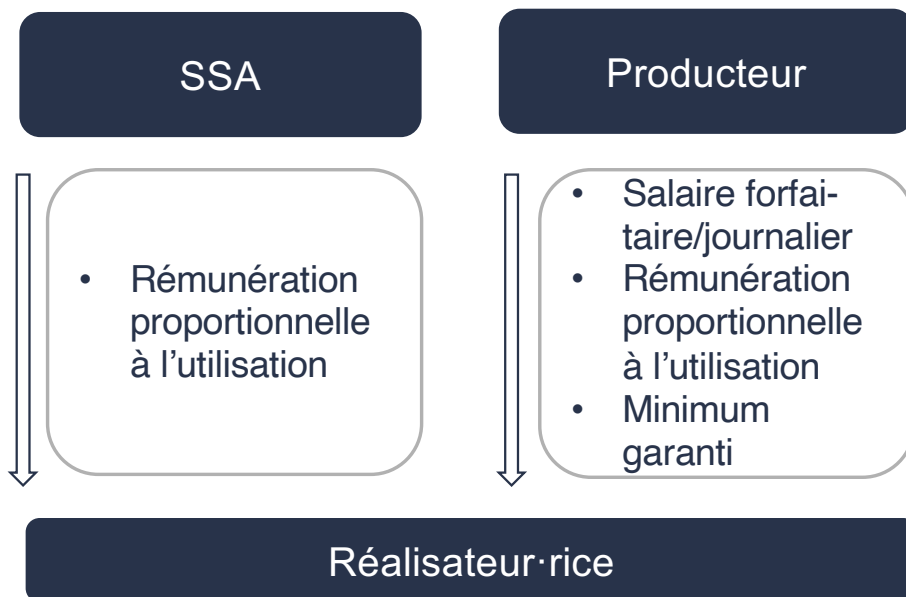 SSA
Producteur
• Rémunération
proportionnelle
à l’utilisation
• Salaire forfai-
taire/journalier
• Rémunération
proportionnelle
à l’utilisation
• Minimum
garanti
Réalisateur·rice